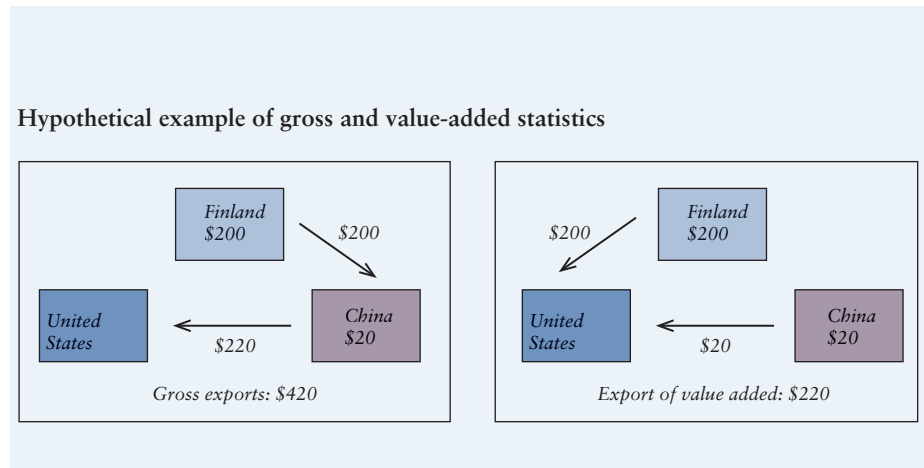 Hypothetical example of gross and value-added statistics
Finland
$200
$200
United
States
China
$20
$220
Gross exports: $420
Finland
$200
$200
United
States
China
$20
$20
Export of value added: $220